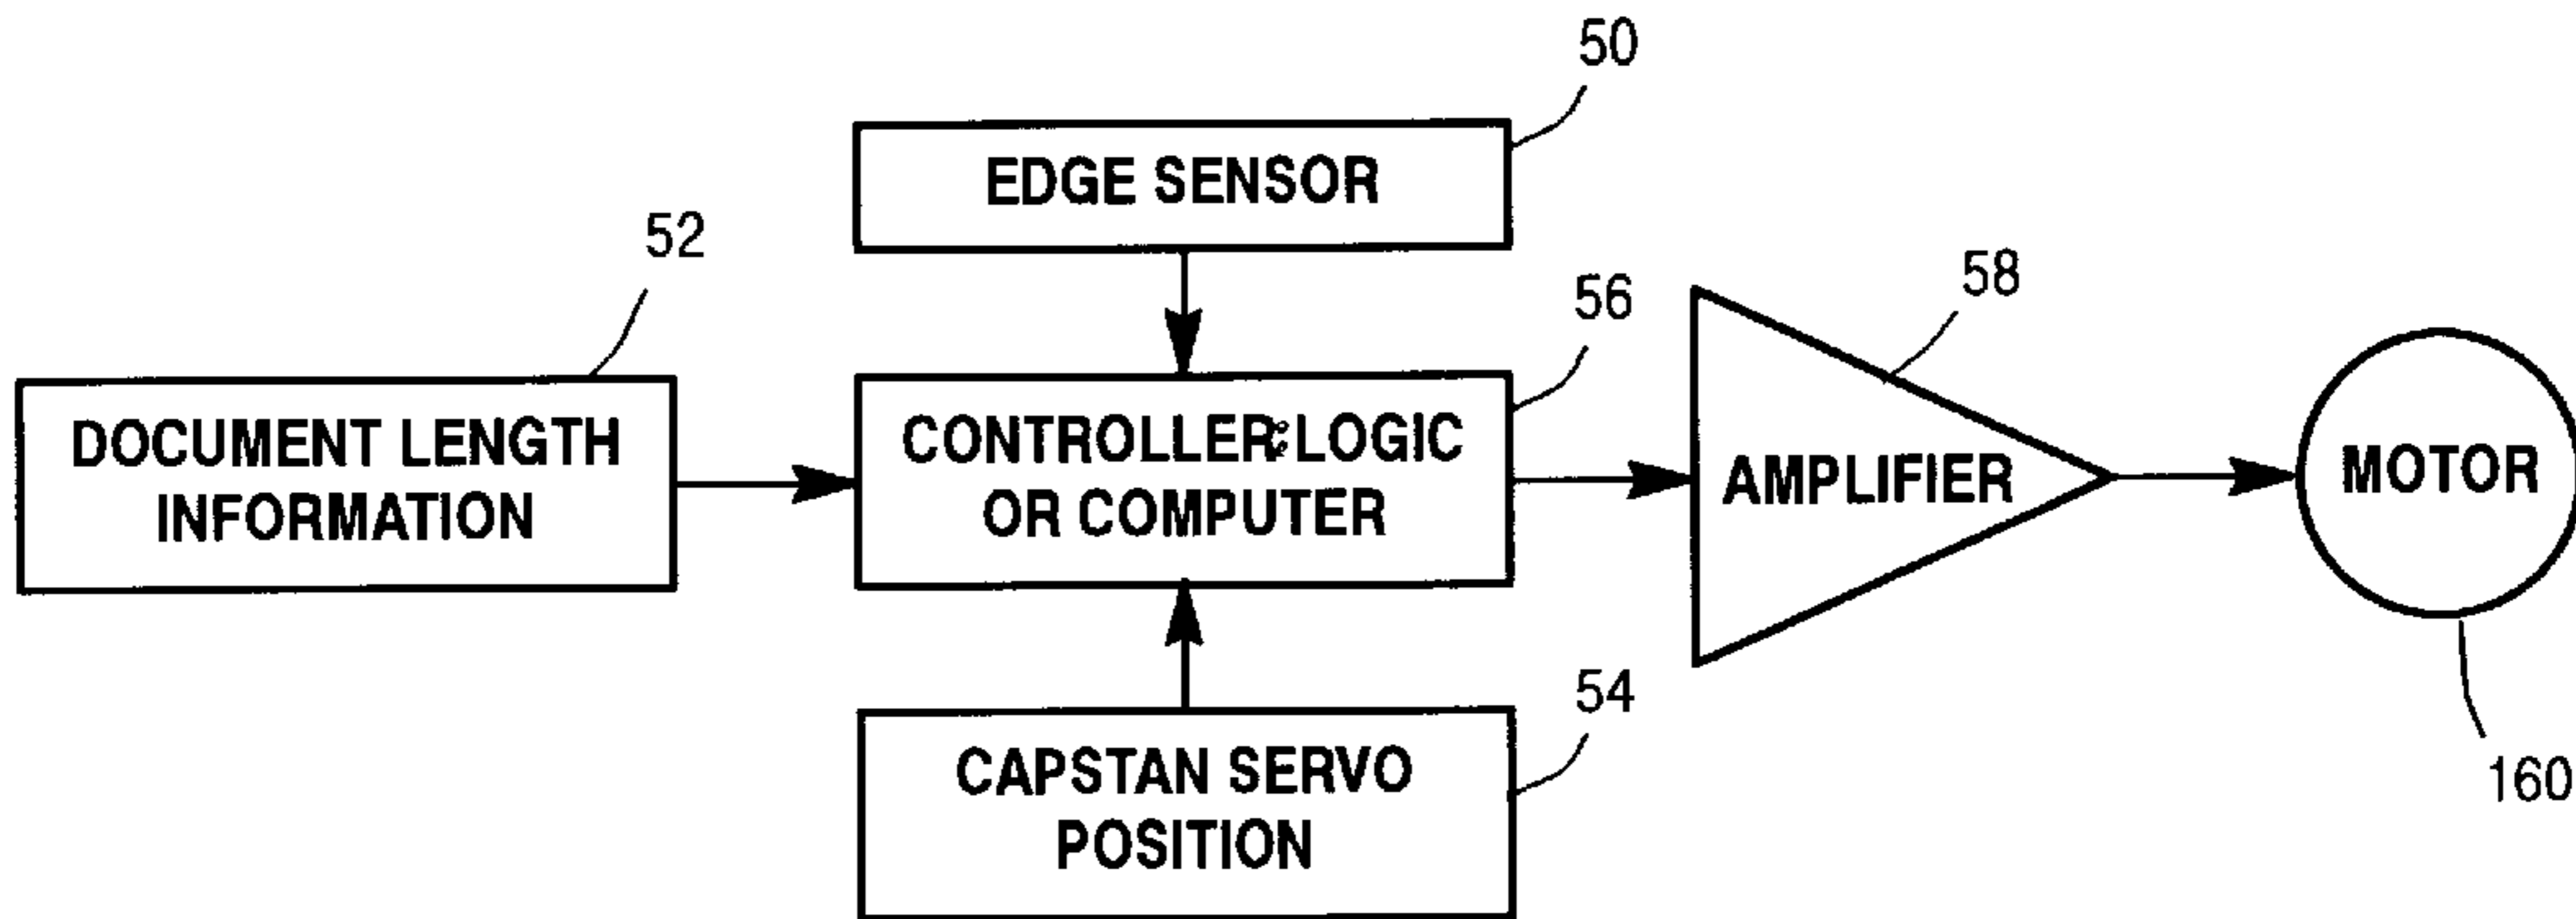 50
EDGE SENSOR
52
DOCUMENT LENGTH
INFORMATION
56
CONTROLLER: LOGIC
OR COMPUTER
58
AMPLIFIER
MOTOR
160
54
CAPSTAN SERVO
POSITION